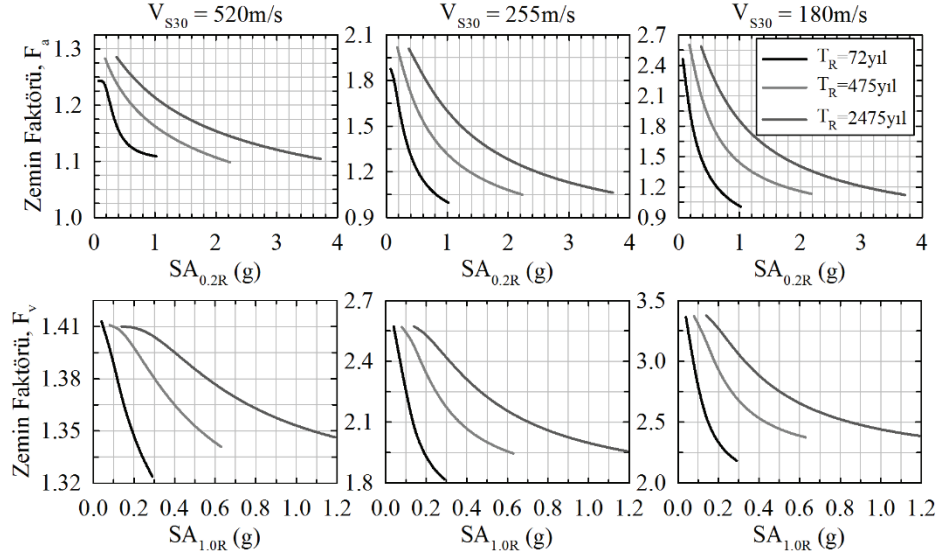 V_S30 = 520m/s
V_S30 = 255m/s
V_S30 = 180m/s
Zemin Faktörü, F_a
1.3
1.2
1.1
1.0
0 1 2 3 4
SA_0.2R (g)
2.1
1.8
1.5
1.2
0.9
0 1 2 3 4
SA_0.2R (g)
2.7
2.4
2.1
1.8
1.5
1.2
0.9
0 1 2 3 4
SA_0.2R (g)
T_R=72yıl
T_R=475yıl
T_R=2475yıl
Zemin Faktörü, F_v
1.41
1.38
1.35
1.32
0.0 0.2 0.4 0.6 0.8 1.0 1.2
SA_1.0R (g)
2.7
2.4
2.1
1.8
0.0 0.2 0.4 0.6 0.8 1.0 1.2
SA_1.0R (g)
3.5
3.0
2.5
2.0
0.0 0.2 0.4 0.6 0.8 1.0 1.2
SA_1.0R (g)